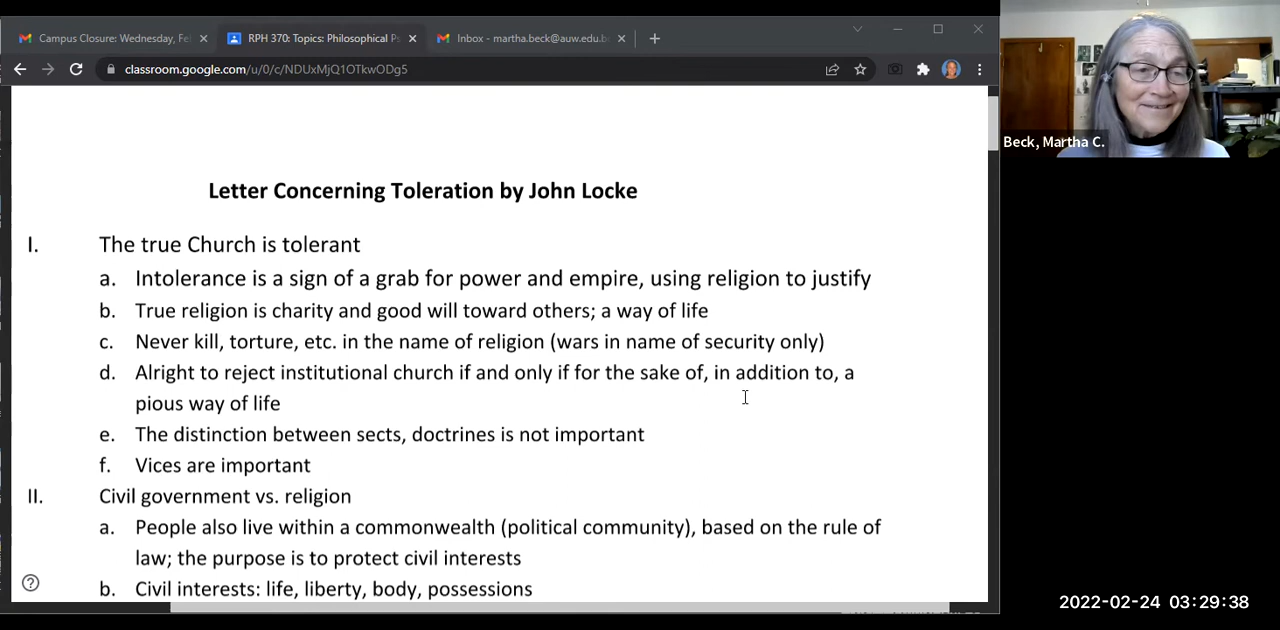 Campus Closure: Wednesday, Fe
RPH 370: Topics: Philosophical P
Inbox - martha.beck@auw.edu.b
classroom.google.com/u/0/c/NDUxMjQ1OTkwODg5
Beck, Martha C.
Letter Concerning Toleration by John Locke
I. The true Church is tolerant
a. Intolerance is a sign of a grab for power and empire, using religion to justify
b. True religion is charity and good will toward others; a way of life
c. Never kill, torture, etc. in the name of religion (wars in name of security only)
d. Alright to reject institutional church if and only if for the sake of, in addition to, a
pious way of life
e. The distinction between sects, doctrines is not important
f. Vices are important
II. Civil government vs. religion
a. People also live within a commonwealth (political community), based on the rule of
law; the purpose is to protect civil interests
b. Civil interests: life, liberty, body, possessions
2022-02-24 03:29:38